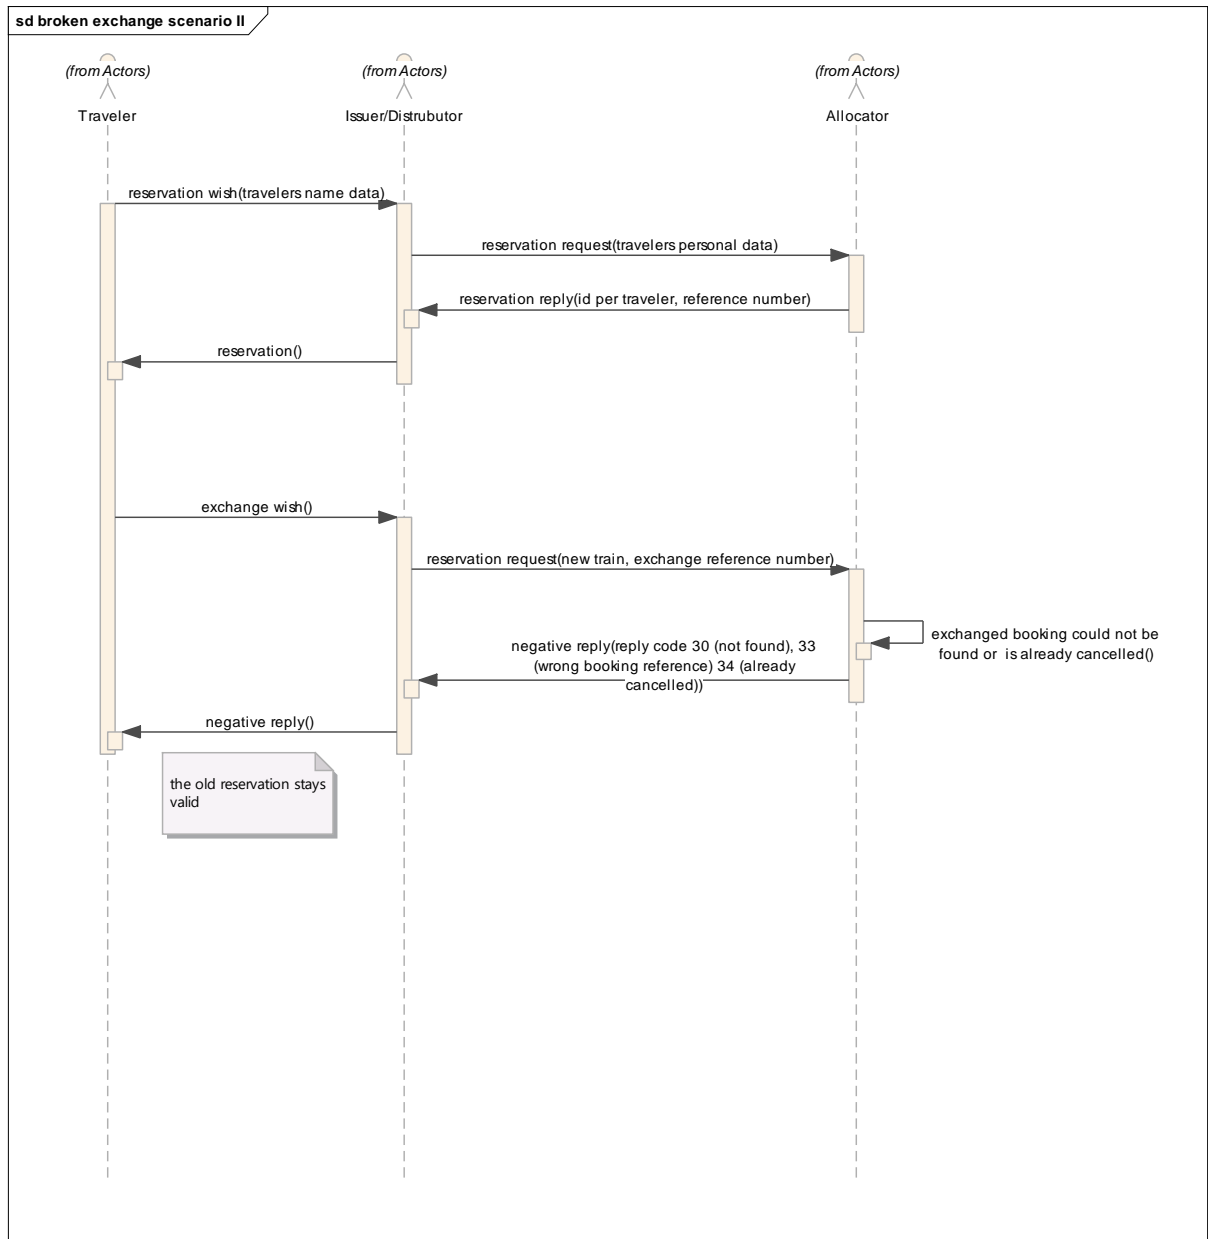 sd broken exchange scenario II
(from Actors)
(from Actors)
(from Actors)
Traveler
Issuer/Distrubutor
Allocator
reservation wish(travelers name data)
reservation request(travelers personal data)
reservation reply(id per traveler, reference number)
reservation()
exchange wish()
reservation request(new train, exchange reference number)
exchanged booking could not be
found or is already cancelled()
negative reply(reply code 30 (not found), 33
(wrong booking reference) 34 (already
cancelled))
negative reply()
the old reservation stays
valid